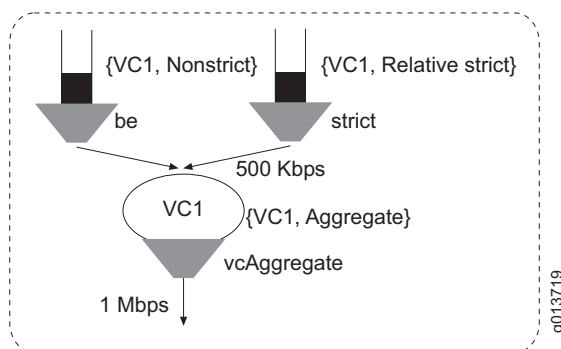 {VC1, Nonstrict}
{VC1, Relative strict}
be
strict
500 Kbps
VC1
{VC1, Aggregate}
vcAggregate
1 Mbps
g013719